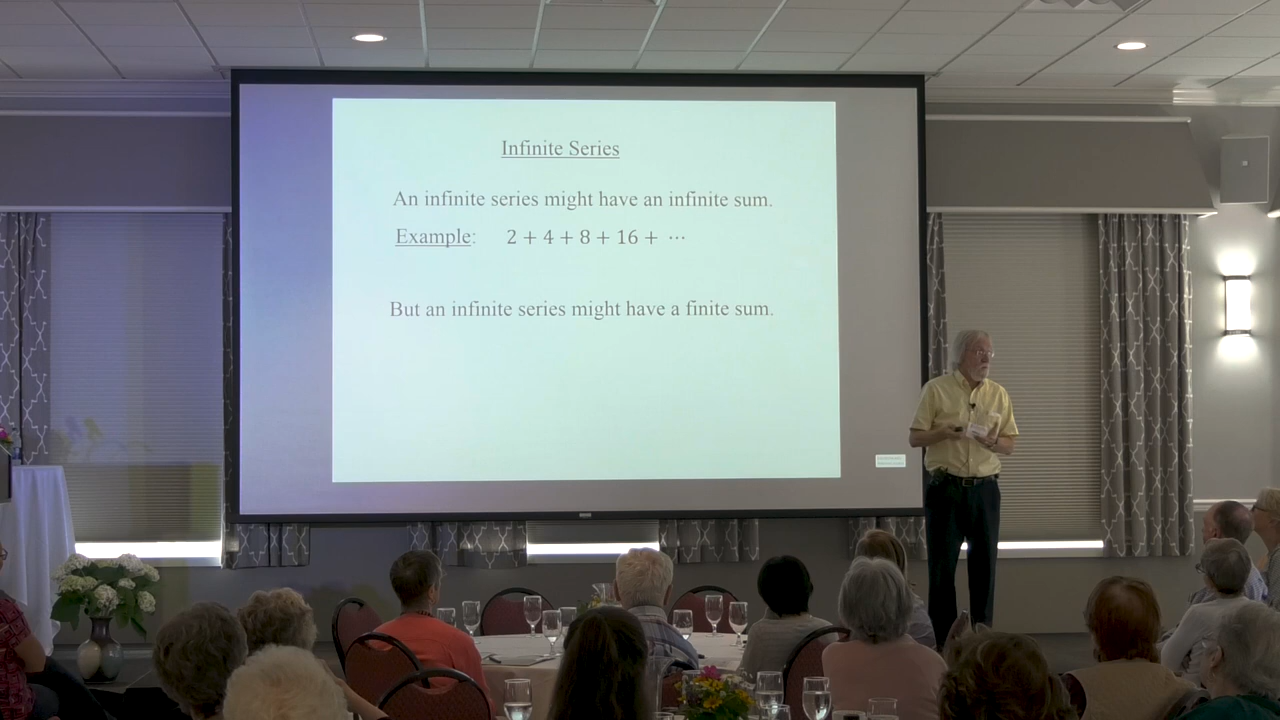 Infinite Series
An infinite series might have an infinite sum.
Example: 2 + 4 + 8 + 16 + ⋯
But an infinite series might have a finite sum.